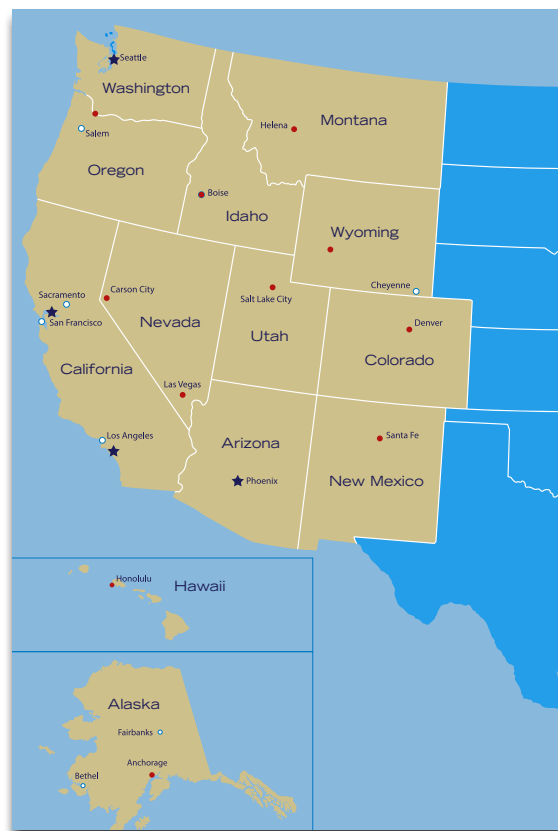 Seattle
Washington
Helena
Montana
Salem
Oregon
Boise
Idaho
Wyoming
Cheyenne
Carson City
Sacramento
San Francisco
Salt Lake City
Nevada
Utah
Denver
Colorado
California
Las Vegas
Los Angeles
Arizona
Santa Fe
Phoenix
New Mexico
Honolulu
Hawaii
Alaska
Fairbanks
Anchorage
Bethel